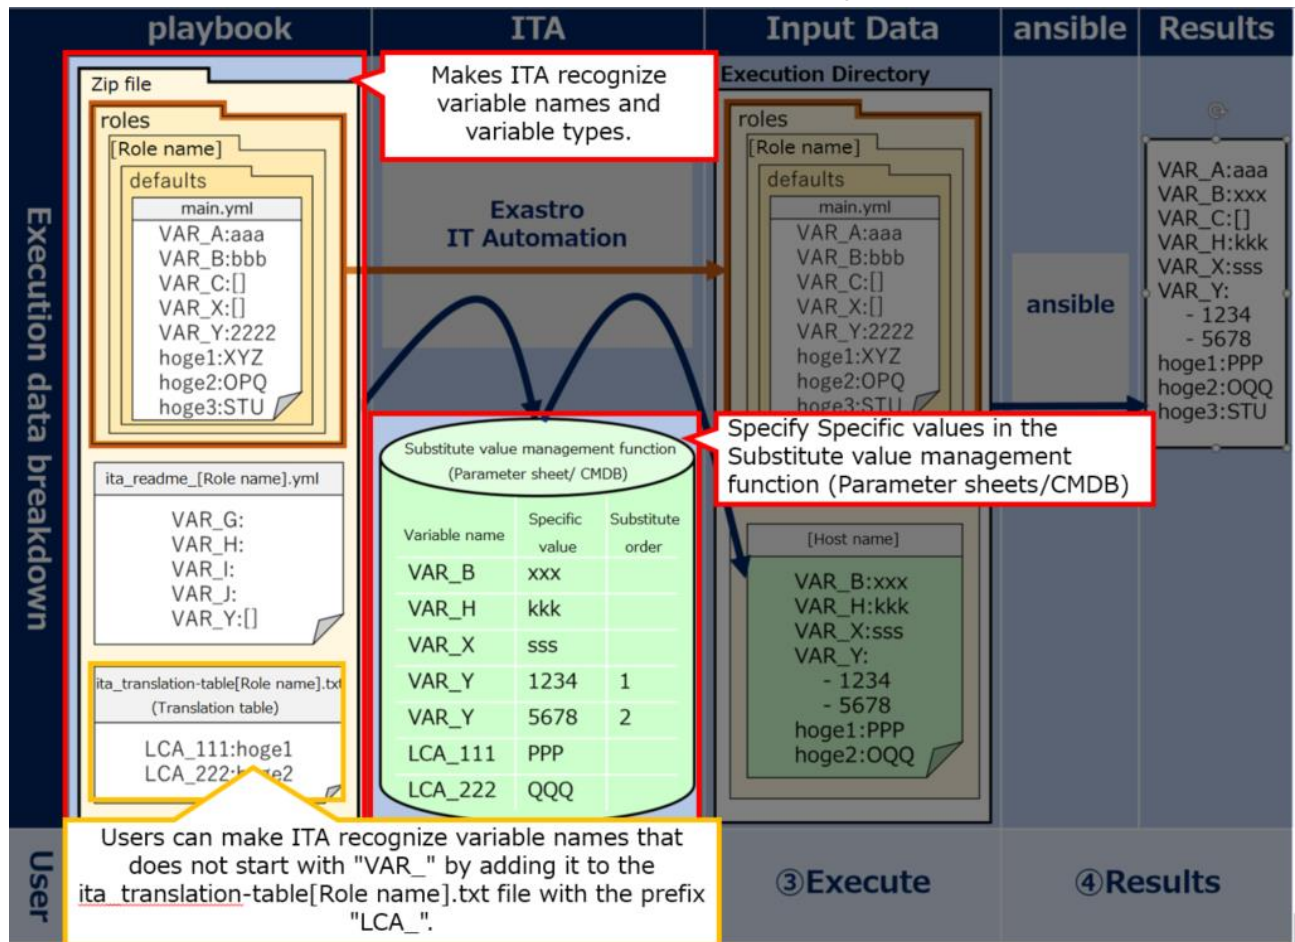 playbook
ITA
Input Data
ansible
Results
Execution data breakdown
User
Zip file
roles
[Role name]
defaults
main.yml
VAR_A:aaa
VAR_B:bbb
VAR_C:[]
VAR_X:[]
VAR_Y:2222
hoge1:XYZ
hoge2:OPQ
hoge3:STU
ita_readme_[Role name].yml
VAR_G:
VAR_H:
VAR_I:
VAR_J:
VAR_Y:[]
ita_translation-table[Role name].txt
(Translation table)
LCA_111:hoge1
LCA_222:hoge2
Users can make ITA recognize variable names that
does not start with "VAR_" by adding it to the
ita_translation-table[Role name].txt file with the prefix
"LCA_".
Makes ITA recognize
variable names and
variable types.
Exastro
IT Automation
Substitute value management function
(Parameter sheet/ CMDB)
Variable name Specific value Substitute order
VAR_B xxx
VAR_H kkk
VAR_X sss
VAR_Y 1234 1
VAR_Y 5678 2
LCA_111 PPP
LCA_222 QQQ
Execution Directory
roles
[Role name]
defaults
main.yml
VAR_A:aaa
VAR_B:bbb
VAR_C:[]
VAR_X:[]
VAR_Y:2222
hoge1:XYZ
hoge2:OPQ
hoge3:STU
Specify Specific values in the
Substitute value management
function (Parameter sheets/CMDB)
[Host name]
VAR_B:xxx
VAR_H:kkk
VAR_X:sss
VAR_Y:
- 1234
- 5678
hoge1:PPP
hoge2:OQQ
③Execute
ansible
VAR_A:aaa
VAR_B:xxx
VAR_C:[]
VAR_H:kkk
VAR_X:sss
VAR_Y:
- 1234
- 5678
hoge1:PPP
hoge2:OQQ
hoge3:STU
④Results